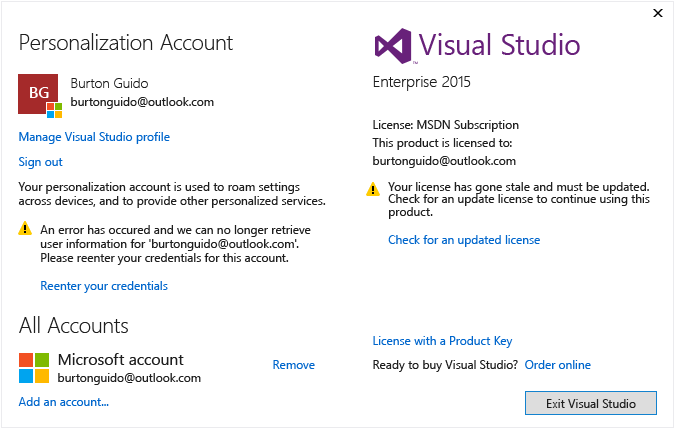 Personalization Account
BG
Burton Guido
burtonguido@outlook.com
Manage Visual Studio profile
Sign out
Your personalization account is used to roam settings
across devices, and to provide other personalized services.
An error has occured and we can no longer retrieve
user information for 'burtonguido@outlook.com'.
Please reenter your credentials for this account.
Reenter your credentials
All Accounts
Microsoft account
burtonguido@outlook.com
Remove
Add an account...
Visual Studio™
Enterprise 2015
License: MSDN Subscription
This product is licensed to:
burtonguido@outlook.com
Your license has gone stale and must be updated.
Check for an update license to continue using this
product.
Check for an updated license
License with a Product Key
Ready to buy Visual Studio? Order online
Exit Visual Studio